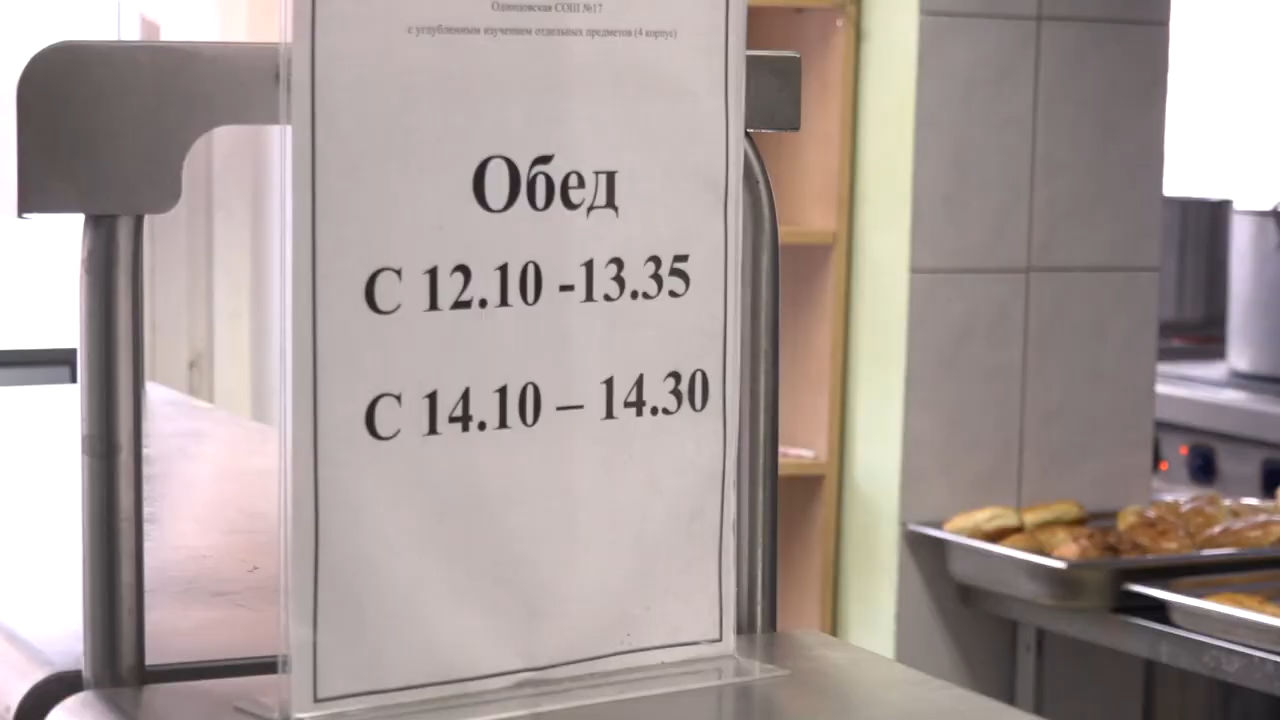 Одинцовская СОШ №17
с углубленным изучением отдельных предметов (4 корпус)
Обед
С 12.10 -13.35
С 14.10 – 14.30